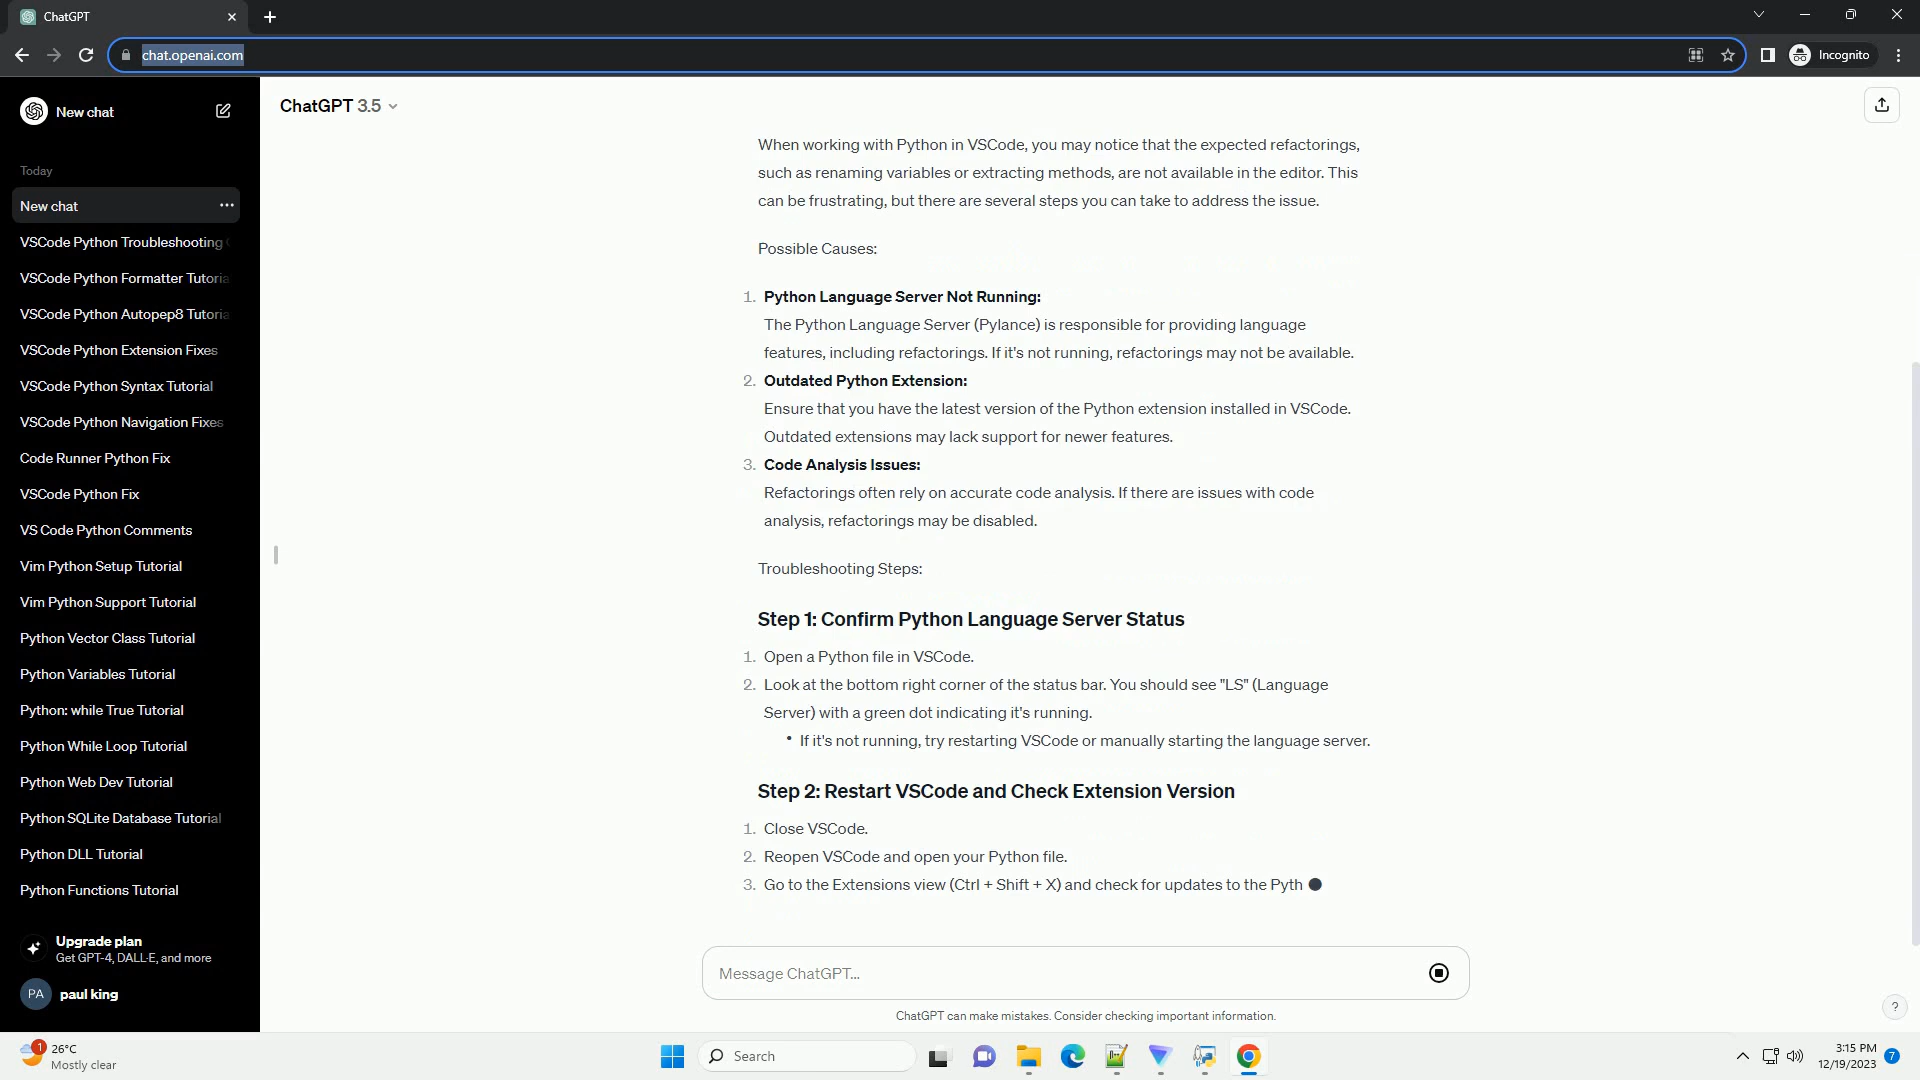 ChatGPT
chat.openai.com
Incognito
New chat
Today
New chat
VSCode Python Troubleshooting
VSCode Python Formatter Tutoria
VSCode Python Autopep8 Tutoria
VSCode Python Extension Fixes
VSCode Python Syntax Tutorial
VSCode Python Navigation Fixes
Code Runner Python Fix
VSCode Python Fix
VS Code Python Comments
Vim Python Setup Tutorial
Vim Python Support Tutorial
Python Vector Class Tutorial
Python Variables Tutorial
Python: while True Tutorial
Python While Loop Tutorial
Python Web Dev Tutorial
Python SQLite Database Tutorial
Python DLL Tutorial
Python Functions Tutorial
Upgrade plan
Get GPT-4, DALL·E, and more
PA
paul king
ChatGPT 3.5
When working with Python in VSCode, you may notice that the expected refactorings,
such as renaming variables or extracting methods, are not available in the editor. This
can be frustrating, but there are several steps you can take to address the issue.
Possible Causes:
1. Python Language Server Not Running:
The Python Language Server (Pylance) is responsible for providing language
features, including refactorings. If it's not running, refactorings may not be available.
2. Outdated Python Extension:
Ensure that you have the latest version of the Python extension installed in VSCode.
Outdated extensions may lack support for newer features.
3. Code Analysis Issues:
Refactorings often rely on accurate code analysis. If there are issues with code
analysis, refactorings may be disabled.
Troubleshooting Steps:
Step 1: Confirm Python Language Server Status
1. Open a Python file in VSCode.
2. Look at the bottom right corner of the status bar. You should see "LS" (Language
Server) with a green dot indicating it's running.
• If it's not running, try restarting VSCode or manually starting the language server.
Step 2: Restart VSCode and Check Extension Version
1. Close VSCode.
2. Reopen VSCode and open your Python file.
3. Go to the Extensions view (Ctrl + Shift + X) and check for updates to the Pyth
Message ChatGPT...
ChatGPT can make mistakes. Consider checking important information.
?
1
26°C
Mostly clear
Search
3:15 PM
12/19/2023
7